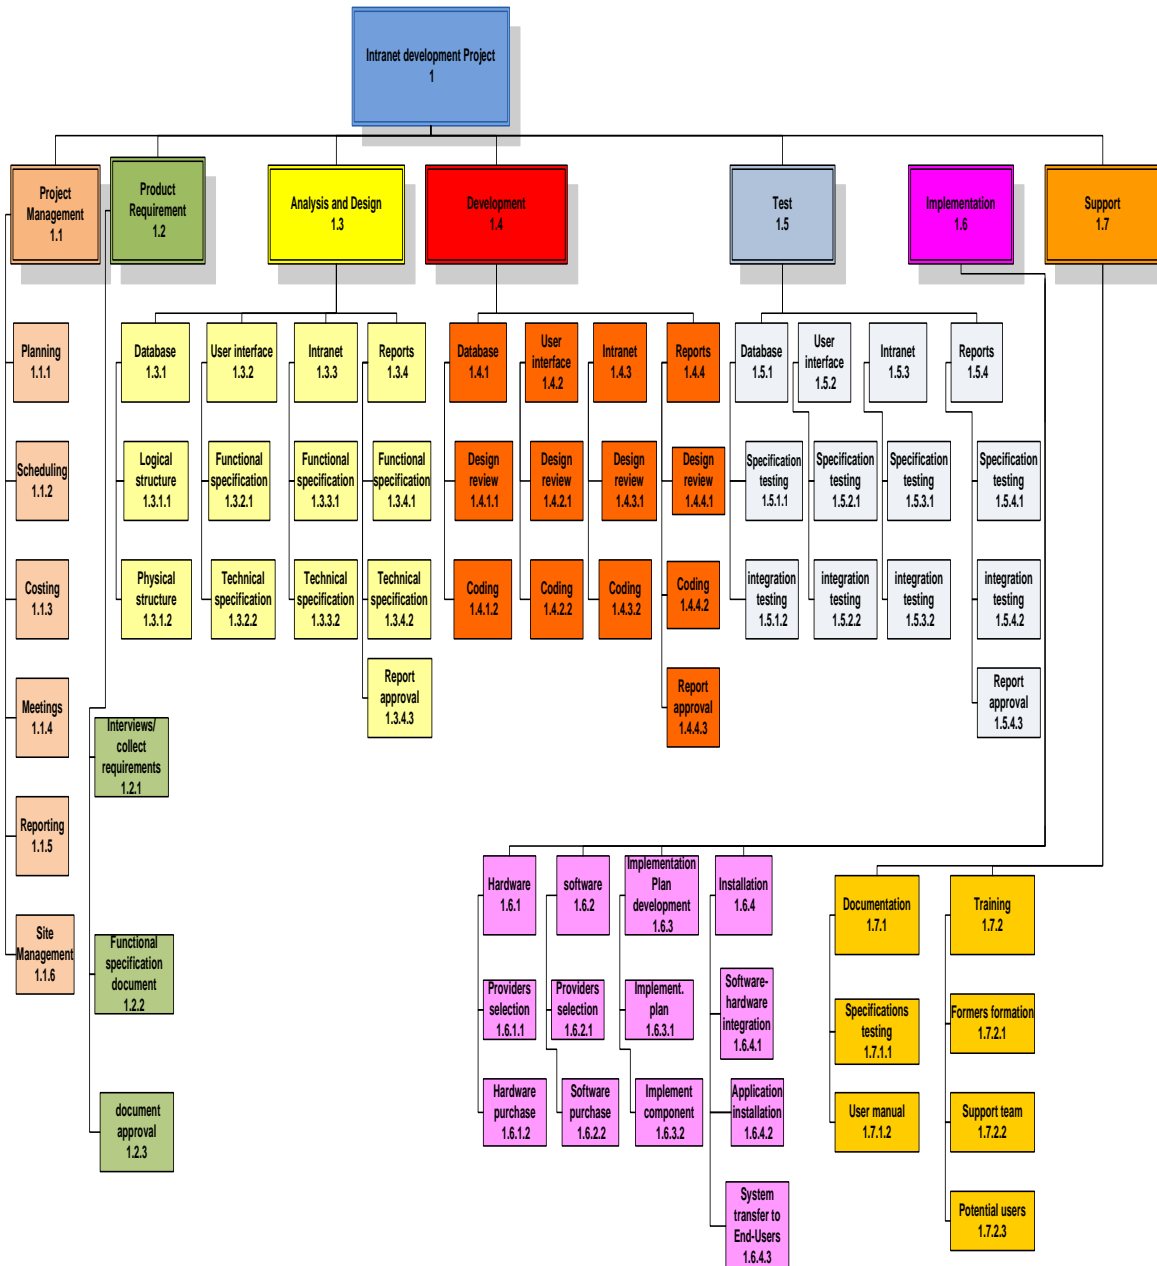 Intranet development Project
1
Project
Management
1.1
Product
Requirement
1.2
Analysis and Design
1.3
Development
1.4
Test
1.5
Implementation
1.6
Support
1.7
Planning
1.1.1
Scheduling
1.1.2
Costing
1.1.3
Meetings
1.1.4
Reporting
1.1.5
Site
Management
1.1.6
Interviews/
collect
requirements
1.2.1
Functional
specification
document
1.2.2
document
approval
1.2.3
Database
1.3.1
Logical
structure
1.3.1.1
Physical
structure
1.3.1.2
User interface
1.3.2
Functional
specification
1.3.2.1
Technical
specification
1.3.2.2
Intranet
1.3.3
Functional
specification
1.3.3.1
Technical
specification
1.3.3.2
Reports
1.3.4
Functional
specification
1.3.4.1
Technical
specification
1.3.4.2
Report
approval
1.3.4.3
Database
1.4.1
Design
review
1.4.1.1
Coding
1.4.1.2
User
interface
1.4.2
Design
review
1.4.2.1
Coding
1.4.2.2
Intranet
1.4.3
Design
review
1.4.3.1
Coding
1.4.3.2
Reports
1.4.4
Design
review
1.4.4.1
Coding
1.4.4.2
Report
approval
1.4.4.3
Database
1.5.1
Specification
testing
1.5.1.1
integration
testing
1.5.1.2
User
interface
1.5.2
Specification
testing
1.5.2.1
integration
testing
1.5.2.2
Intranet
1.5.3
Specification
testing
1.5.3.1
integration
testing
1.5.3.2
Reports
1.5.4
Specification
testing
1.5.4.1
integration
testing
1.5.4.2
Report
approval
1.5.4.3
Hardware
1.6.1
Providers
selection
1.6.1.1
Hardware
purchase
1.6.1.2
software
1.6.2
Providers
selection
1.6.2.1
Software
purchase
1.6.2.2
Implementation
Plan
development
1.6.3
Implement.
plan
1.6.3.1
Implement
component
1.6.3.2
Installation
1.6.4
Software-
hardware
integration
1.6.4.1
Application
installation
1.6.4.2
System
transfer to
End-Users
1.6.4.3
Documentation
1.7.1
Specifications
testing
1.7.1.1
User manual
1.7.1.2
Training
1.7.2
Formers formation
1.7.2.1
Support team
1.7.2.2
Potential users
1.7.2.3